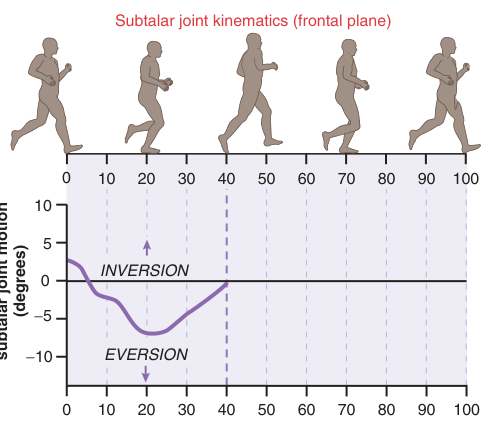 Subtalar joint kinematics (frontal plane)
0 10 20 30 40 50 60 70 80 90 100
subtalar joint motion
(degrees)
10
5
INVERSION
0
−5
EVERSION
−10
0 10 20 30 40 50 60 70 80 90 100